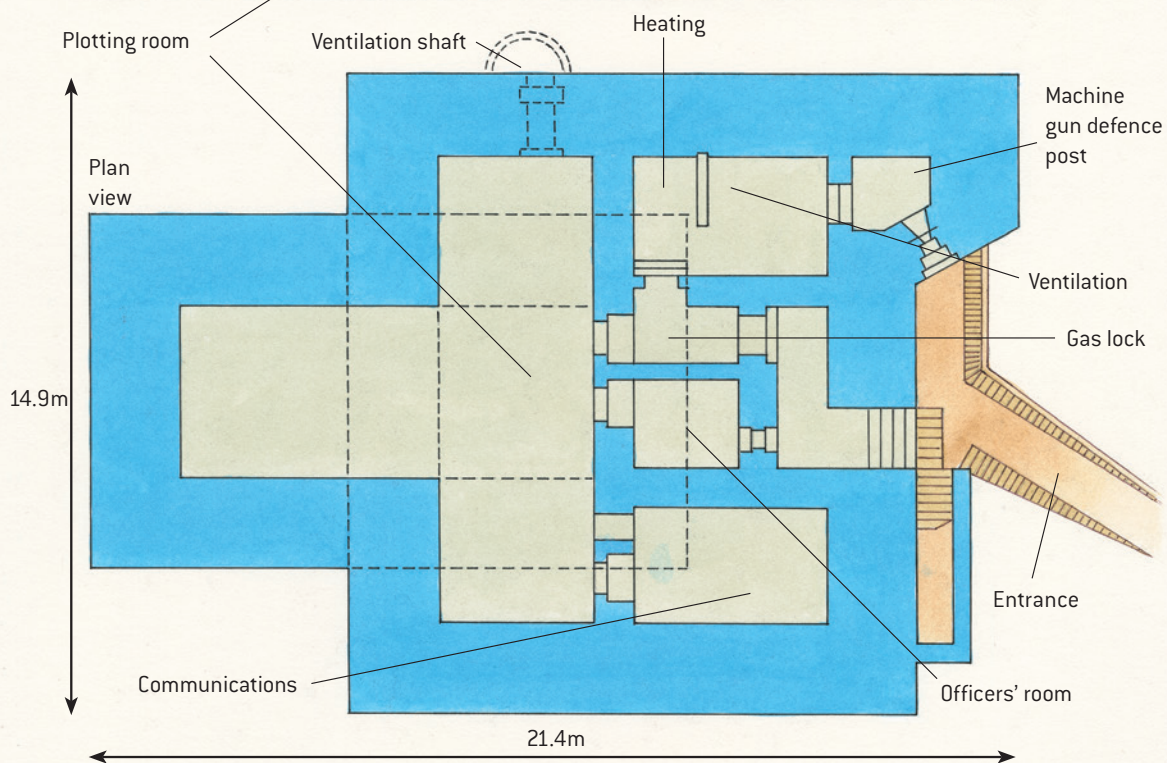 Heating
Plotting room
Ventilation shaft
Machine
gun defence
post
Plan
view
Ventilation
Gas lock
14.9m
Entrance
Communications
Officers' room
21.4m